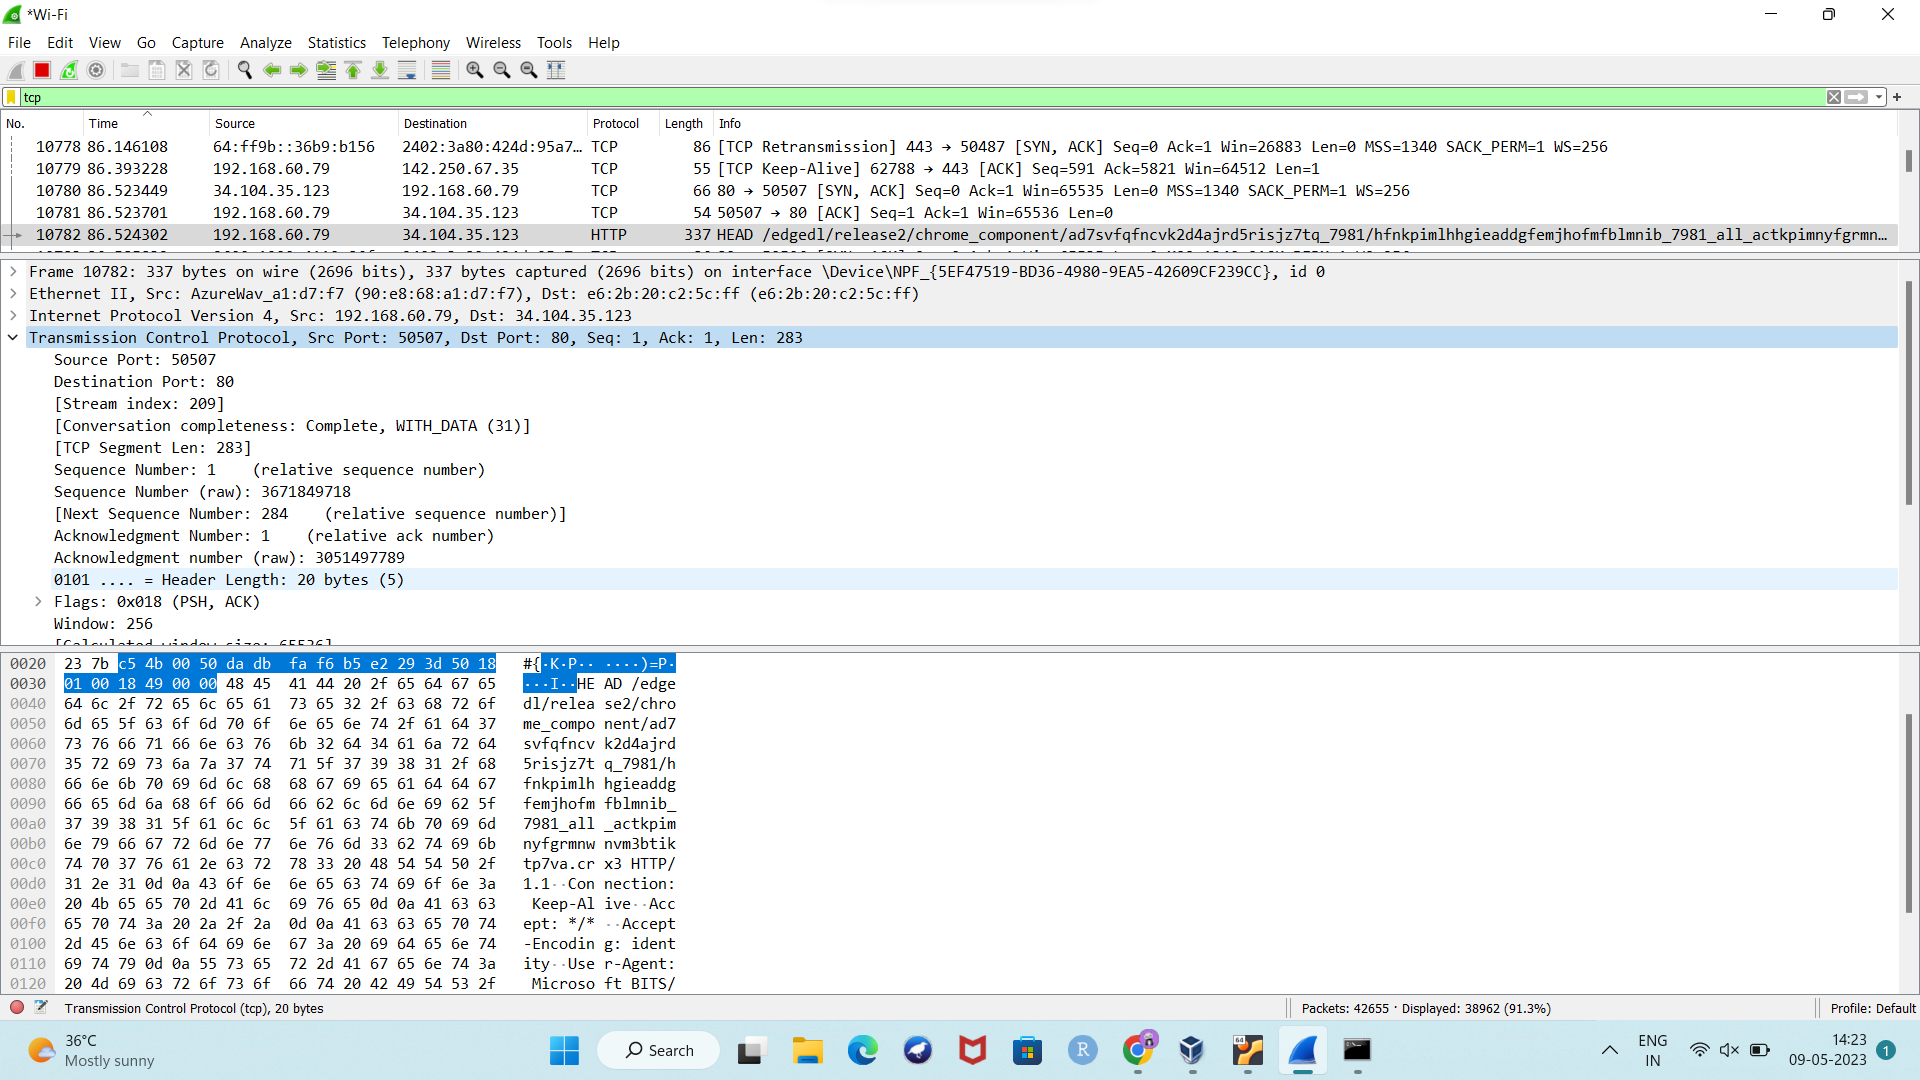 *Wi-Fi
File Edit View Go Capture Analyze Statistics Telephony Wireless Tools Help
tcp
No. Time Source Destination Protocol Length Info
10778 86.146108 64:ff9b::36b9:b156 2402:3a80:424d:95a7… TCP 86 [TCP Retransmission] 443 → 50487 [SYN, ACK] Seq=0 Ack=1 Win=26883 Len=0 MSS=1340 SACK_PERM=1 WS=256
10779 86.393228 192.168.60.79 142.250.67.35 TCP 55 [TCP Keep-Alive] 62788 → 443 [ACK] Seq=591 Ack=5821 Win=64512 Len=1
10780 86.523449 34.104.35.123 192.168.60.79 TCP 66 80 → 50507 [SYN, ACK] Seq=0 Ack=1 Win=65535 Len=0 MSS=1340 SACK_PERM=1 WS=256
10781 86.523701 192.168.60.79 34.104.35.123 TCP 54 50507 → 80 [ACK] Seq=1 Ack=1 Win=65536 Len=0
10782 86.524302 192.168.60.79 34.104.35.123 HTTP 337 HEAD /edgedl/release2/chrome_component/ad7svfqfncvk2d4ajrd5risjz7tq_7981/hfnkpimlhhgieaddgfemjhofmfblmnib_7981_all_actkpimnyfgrmn…
Frame 10782: 337 bytes on wire (2696 bits), 337 bytes captured (2696 bits) on interface \Device\NPF_{5EF47519-BD36-4980-9EA5-42609CF239CC}, id 0
Ethernet II, Src: AzureWav_a1:d7:f7 (90:e8:68:a1:d7:f7), Dst: e6:2b:20:c2:5c:ff (e6:2b:20:c2:5c:ff)
Internet Protocol Version 4, Src: 192.168.60.79, Dst: 34.104.35.123
Transmission Control Protocol, Src Port: 50507, Dst Port: 80, Seq: 1, Ack: 1, Len: 283
Source Port: 50507
Destination Port: 80
[Stream index: 209]
[Conversation completeness: Complete, WITH_DATA (31)]
[TCP Segment Len: 283]
Sequence Number: 1 (relative sequence number)
Sequence Number (raw): 3671849718
[Next Sequence Number: 284 (relative sequence number)]
Acknowledgment Number: 1 (relative ack number)
Acknowledgment number (raw): 3051497789
0101 .... = Header Length: 20 bytes (5)
Flags: 0x018 (PSH, ACK)
Window: 256
[Calculated window size: 65536]
0020 23 7b c5 4b 00 50 da db fa f6 b5 e2 29 3d 50 18 #{·K·P·· ····)=P·
0030 01 00 18 49 00 00 48 45 41 44 20 2f 65 64 67 65 ···I··HE AD /edge
0040 64 6c 2f 72 65 6c 65 61 73 65 32 2f 63 68 72 6f dl/relea se2/chro
0050 6d 65 5f 63 6f 6d 70 6f 6e 65 6e 74 2f 61 64 37 me_compo nent/ad7
0060 73 76 66 71 66 6e 63 76 6b 32 64 34 61 6a 72 64 svfqfncv k2d4ajrd
0070 35 72 69 73 6a 7a 37 74 71 5f 37 39 38 31 2f 68 5risjz7t q_7981/h
0080 66 6e 6b 70 69 6d 6c 68 68 67 69 65 61 64 64 67 fnkpimlh hgieaddg
0090 66 65 6d 6a 68 6f 66 6d 66 62 6c 6d 6e 69 62 5f femjhofm fblmnib_
00a0 37 39 38 31 5f 61 6c 6c 5f 61 63 74 6b 70 69 6d 7981_all _actkpim
00b0 6e 79 66 67 72 6d 6e 77 6e 76 6d 33 62 74 69 6b nyfgrmnw nvm3btik
00c0 74 70 37 76 61 2e 63 72 78 33 20 48 54 54 50 2f tp7va.cr x3 HTTP/
00d0 31 2e 31 0d 0a 43 6f 6e 6e 65 63 74 69 6f 6e 3a 1.1··Con nection:
00e0 20 4b 65 65 70 2d 41 6c 69 76 65 0d 0a 41 63 63 Keep-Al ive··Acc
00f0 65 70 74 3a 20 2a 2f 2a 0d 0a 41 63 63 65 70 74 ept: */* ··Accept
0100 2d 45 6e 63 6f 64 69 6e 67 3a 20 69 64 65 6e 74 -Encodin g: ident
0110 69 74 79 0d 0a 55 73 65 72 2d 41 67 65 6e 74 3a ity··Use r-Agent:
0120 20 4d 69 63 72 6f 73 6f 66 74 20 42 49 54 53 2f Microso ft BITS/
Transmission Control Protocol (tcp), 20 bytes Packets: 42655 · Displayed: 38962 (91.3%) Profile: Default
36°C
Mostly sunny
Search
R
64
ENG
IN
14:23
09-05-2023
1